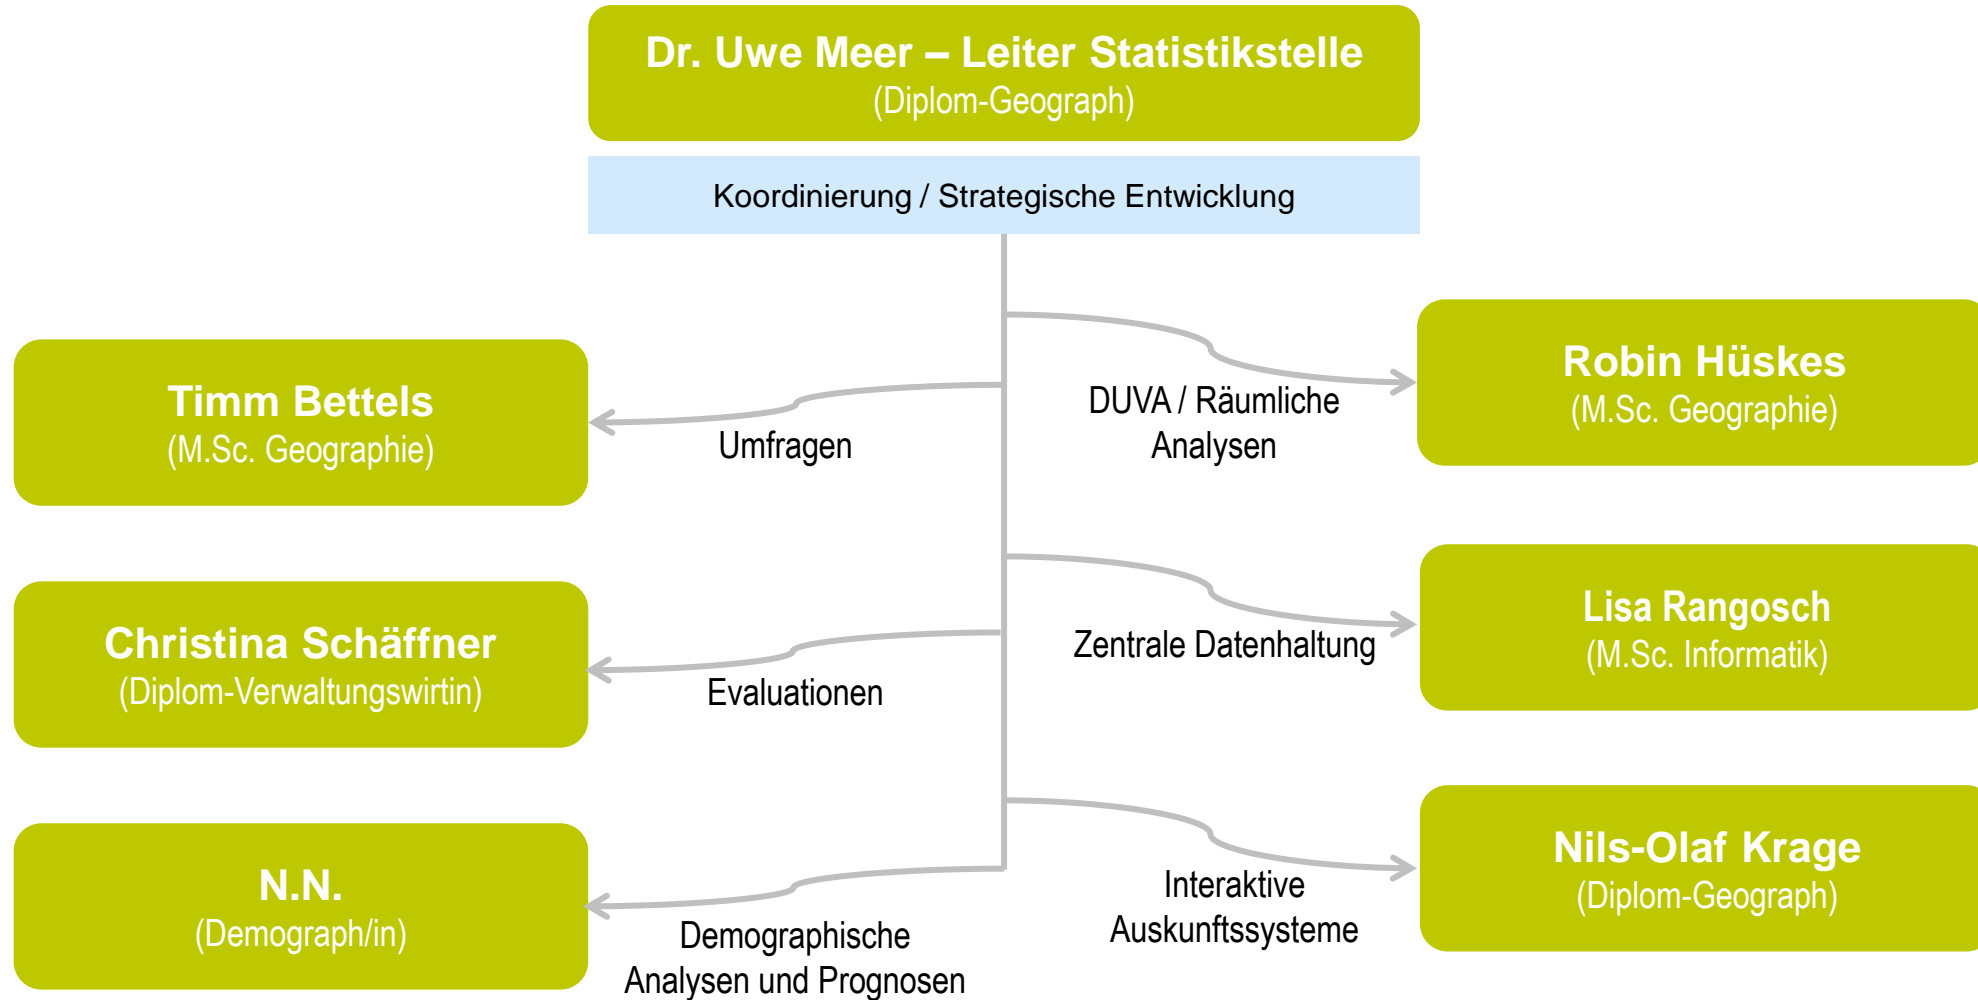 Dr. Uwe Meer – Leiter Statistikstelle
(Diplom-Geograph)
Koordinierung / Strategische Entwicklung
Timm Bettels
(M.Sc. Geographie)
Umfragen
DUVA / Räumliche
Analysen
Robin Hüskes
(M.Sc. Geographie)
Christina Schäffner
(Diplom-Verwaltungswirtin)
Evaluationen
Zentrale Datenhaltung
Lisa Rangosch
(M.Sc. Informatik)
N.N.
(Demograph/in)
Demographische
Analysen und Prognosen
Interaktive
Auskunftssysteme
Nils-Olaf Krage
(Diplom-Geograph)